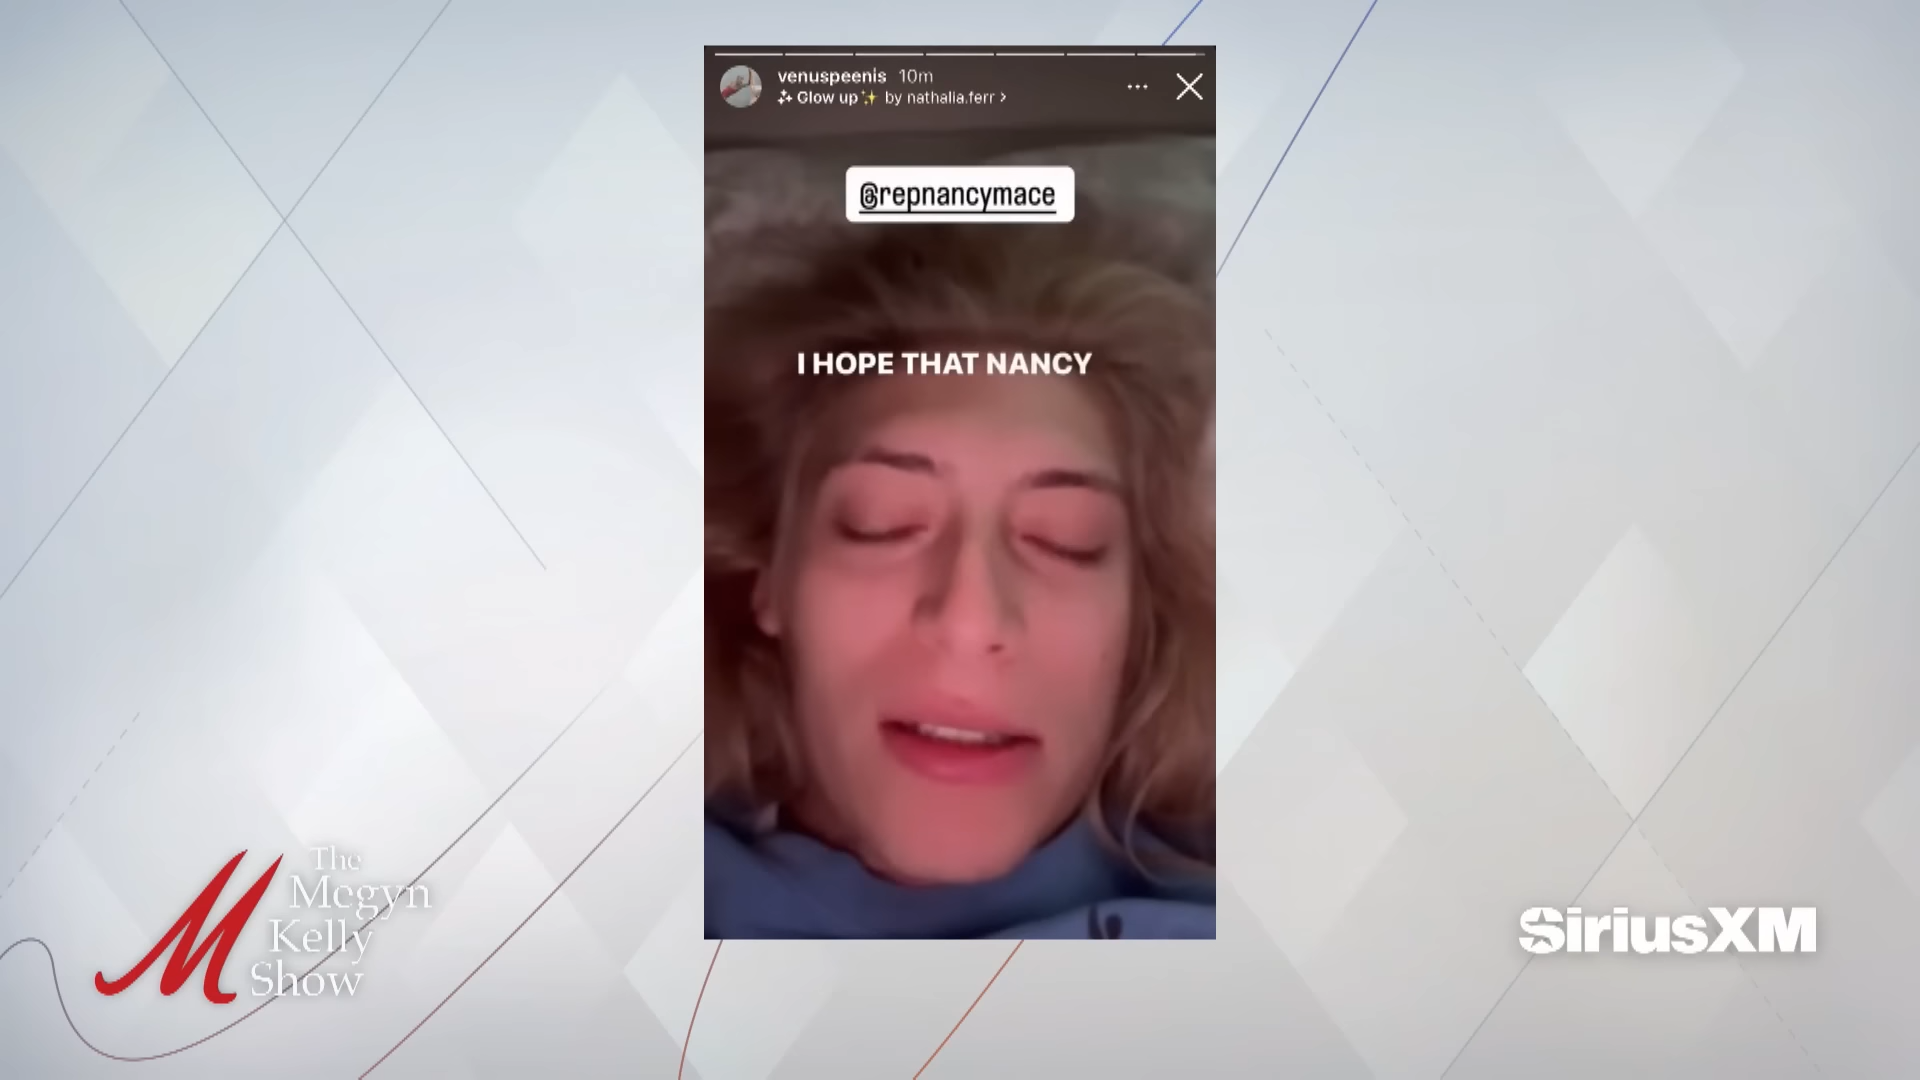 venuspeenis 10m
Glow up by nathalia.ferr >
@repnancymace
I HOPE THAT NANCY
The
Megyn
Kelly
Show
SiriusXM